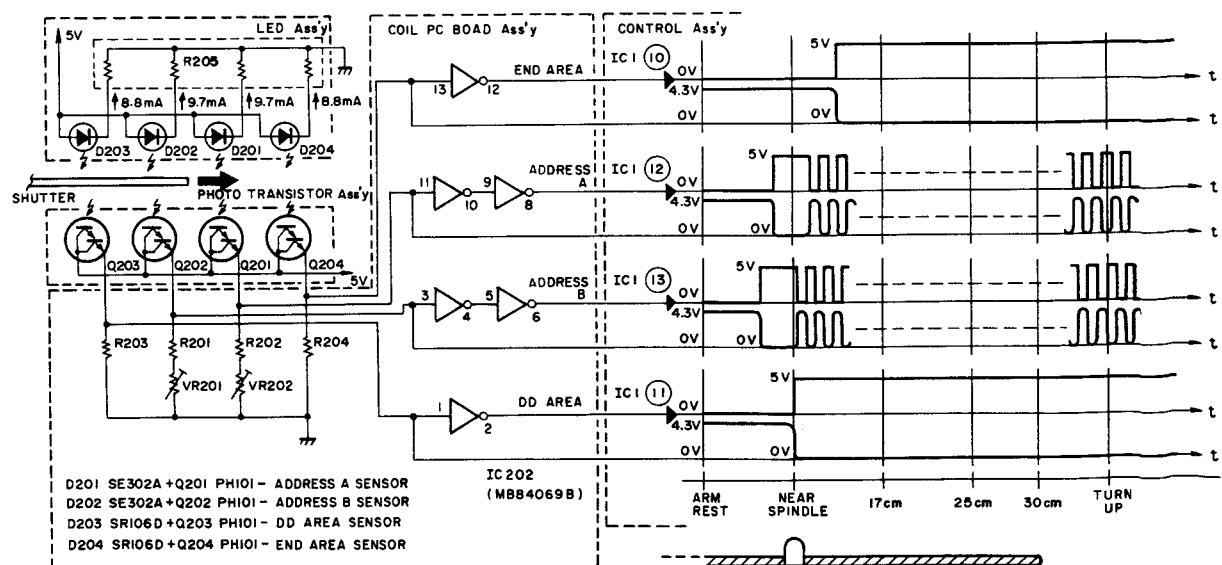 LED Ass'y
5V
R205
8.8mA 9.7mA 9.7mA 8.8mA
D203 D202 D201 D204
SHUTTER
PHOTO TRANSISTOR Ass'y
Q203 Q202 Q201 Q204
5V
R203 R201 R202 R204
VR201 VR202
D201 SE302A+Q201 PH101- ADDRESS A SENSOR
D202 SE302A+Q202 PH101- ADDRESS B SENSOR
D203 SR106D+Q203 PH101- DD AREA SENSOR
D204 SR106D+Q204 PH101- END AREA SENSOR
COIL PC BOAD Ass'y
13 12 END AREA
11 10 9 8 ADDRESS A
3 4 5 6 ADDRESS B
1 2 DD AREA
IC202
(MB84069B)
CONTROL Ass'y
IC1 10
5V
0V
4.3V
0V
0V
t
t
IC1 12
5V
0V
4.3V
0V
0V
t
t
IC1 13
5V
0V
4.3V
0V
0V
t
t
IC1 11
5V
0V
4.3V
0V
0V
t
t
ARM REST
NEAR SPINDLE
17cm
25cm
30cm
TURN UP